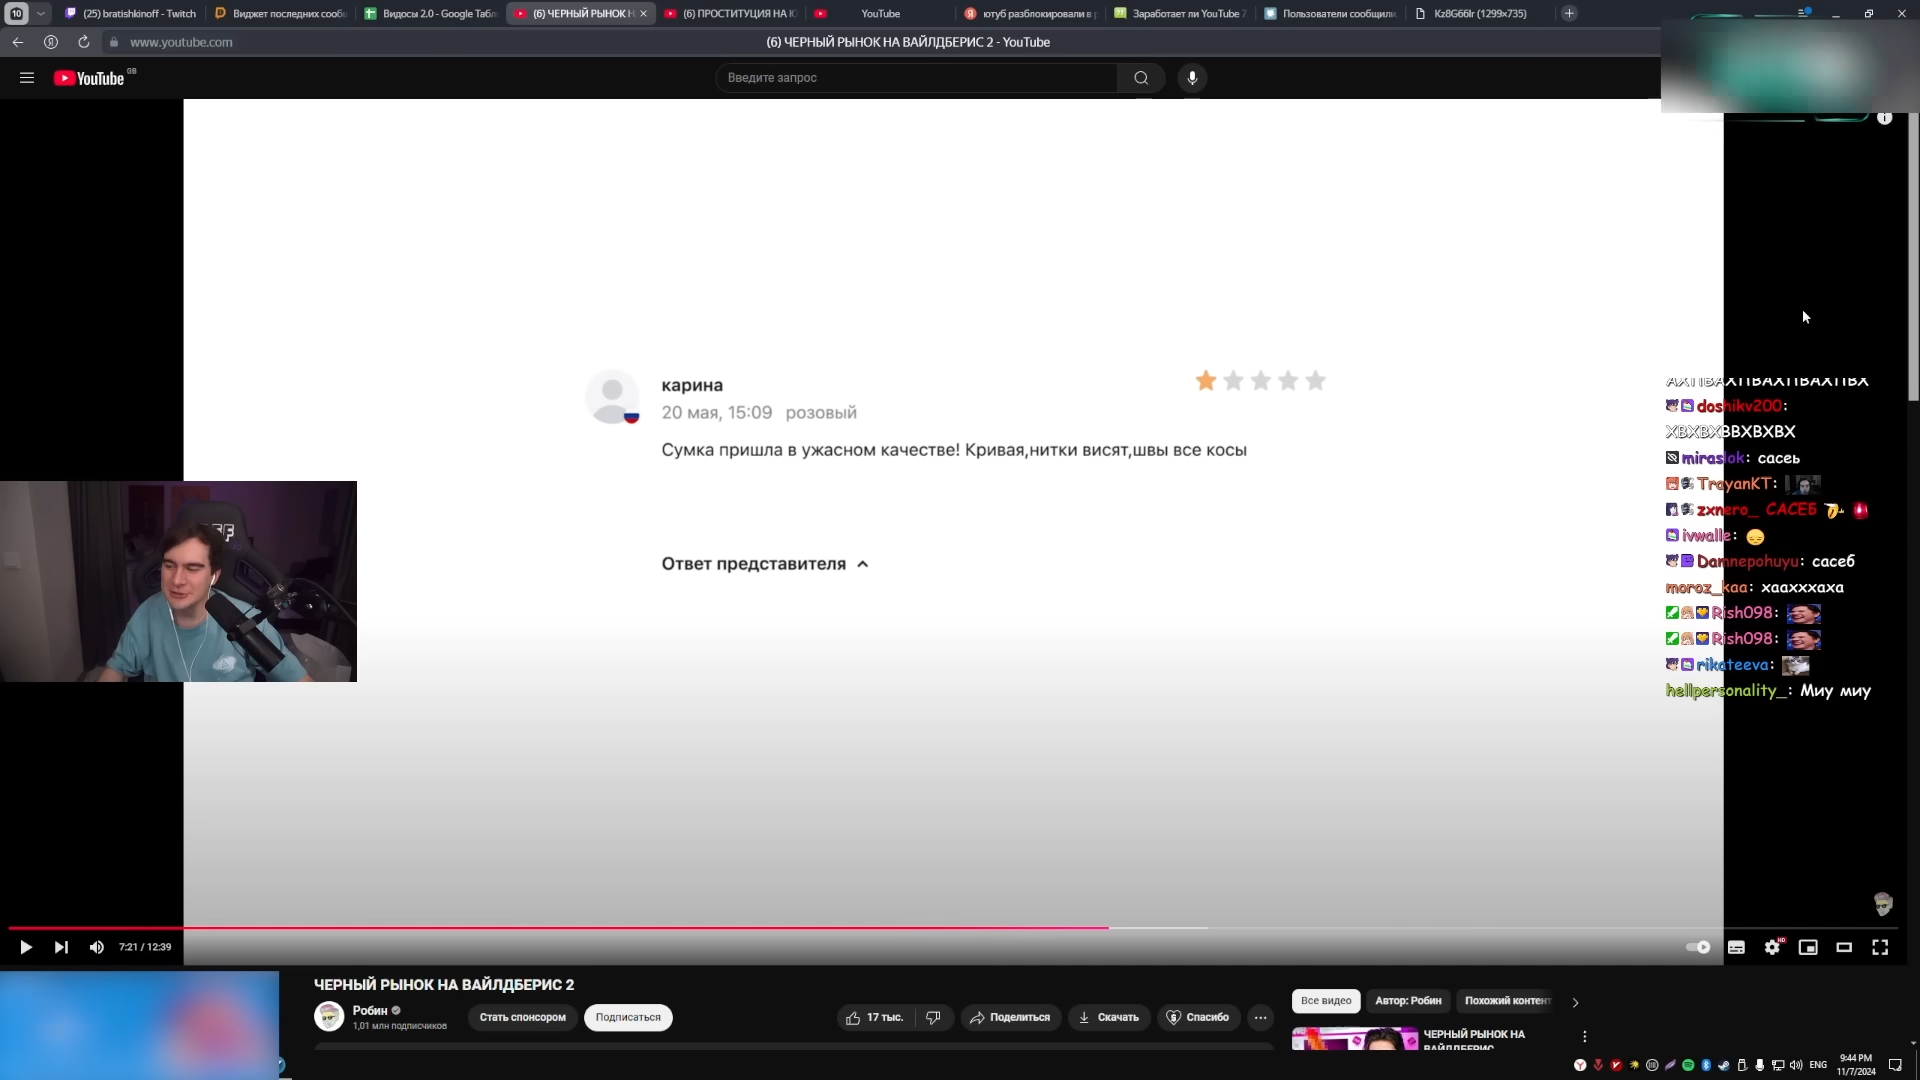 10
(25) bratishkinoff - Twitch
Виджет последних сооб
Видосы 2.0 - Google Табл
(6) ЧЕРНЫЙ РЫНОК Н
(6) ПРОСТИТУЦИЯ НА Ю
YouTube
ютуб разблокировали в р
Заработает ли YouTube 7
Пользователи сообщили
Kz8G66lr (1299×735)
www.youtube.com
(6) ЧЕРНЫЙ РЫНОК НА ВАЙЛДБЕРИС 2 - YouTube
YouTube GB
Введите запрос
карина
20 мая, 15:09 розовый
Сумка пришла в ужасном качестве! Кривая,нитки висят,швы все косы
Ответ представителя
АХПВАХПВАХПВАХПВХ
doshikv200:
ХВХВХВВХВХВХ
miraslok: сасеь
TrayanKT:
zxnero_ САСЕБ
ivwalle:
Damnepohuyu: сасеб
moroz_kaa: хаахххаха
Rish098:
Rish098:
rikateeva:
hellpersonality_: Миу миу
7:21 / 12:39
HD
ЧЕРНЫЙ РЫНОК НА ВАЙЛДБЕРИС 2
Робин
1,01 млн подписчиков
Стать спонсором
Подписаться
17 тыс.
Поделиться
Скачать
Спасибо
Все видео
Автор: Робин
Похожий контент
ЧЕРНЫЙ РЫНОК НА
ВАЙЛДБЕРИС
ENG
9:44 PM
11/7/2024